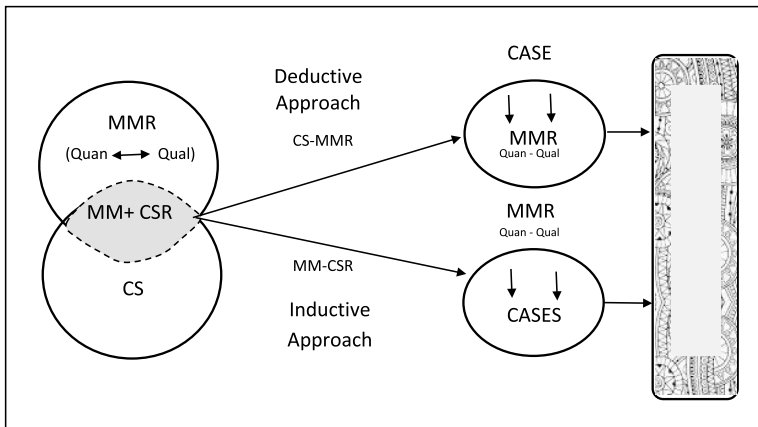 MMR
(Quan Qual)
MM+ CSR
CS
Deductive
Approach
CS-MMR
MM-CSR
Inductive
Approach
CASE
MMR
Quan - Qual
MMR
Quan - Qual
CASES